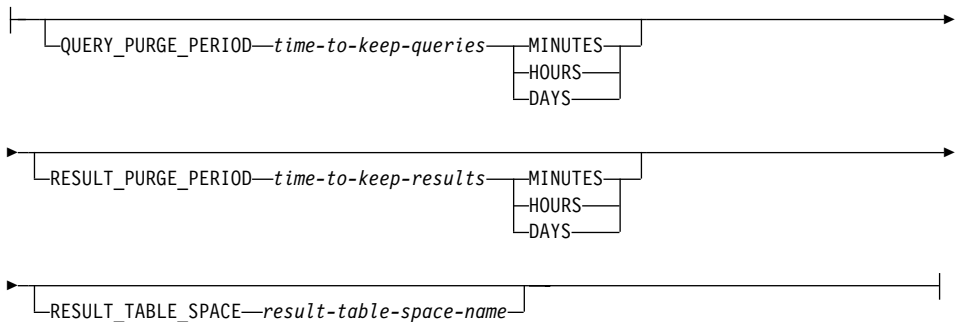 QUERY_PURGE_PERIOD time-to-keep-queries MINUTES
HOURS
DAYS
RESULT_PURGE_PERIOD time-to-keep-results MINUTES
HOURS
DAYS
RESULT_TABLE_SPACE result-table-space-name